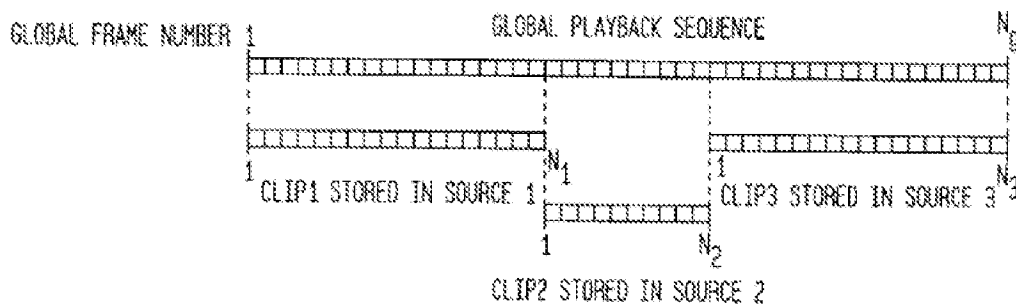 GLOBAL FRAME NUMBER 1
GLOBAL PLAYBACK SEQUENCE
Ng
1
N1
1
N3
CLIP1 STORED IN SOURCE 1
CLIP3 STORED IN SOURCE 3
1
N2
CLIP2 STORED IN SOURCE 2